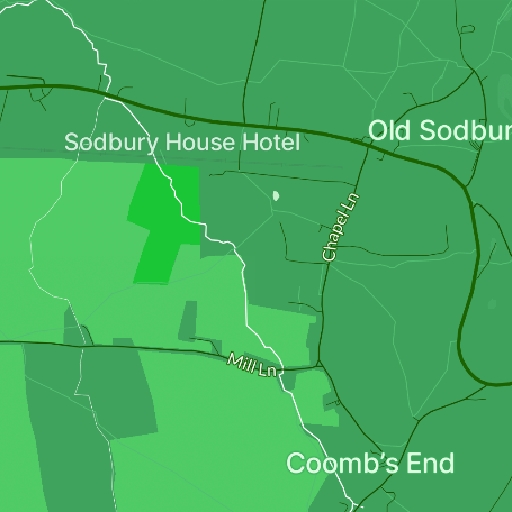 Old Sodbur
Sodbury House Hotel
Chapel Ln
Mill Ln
Coomb's End